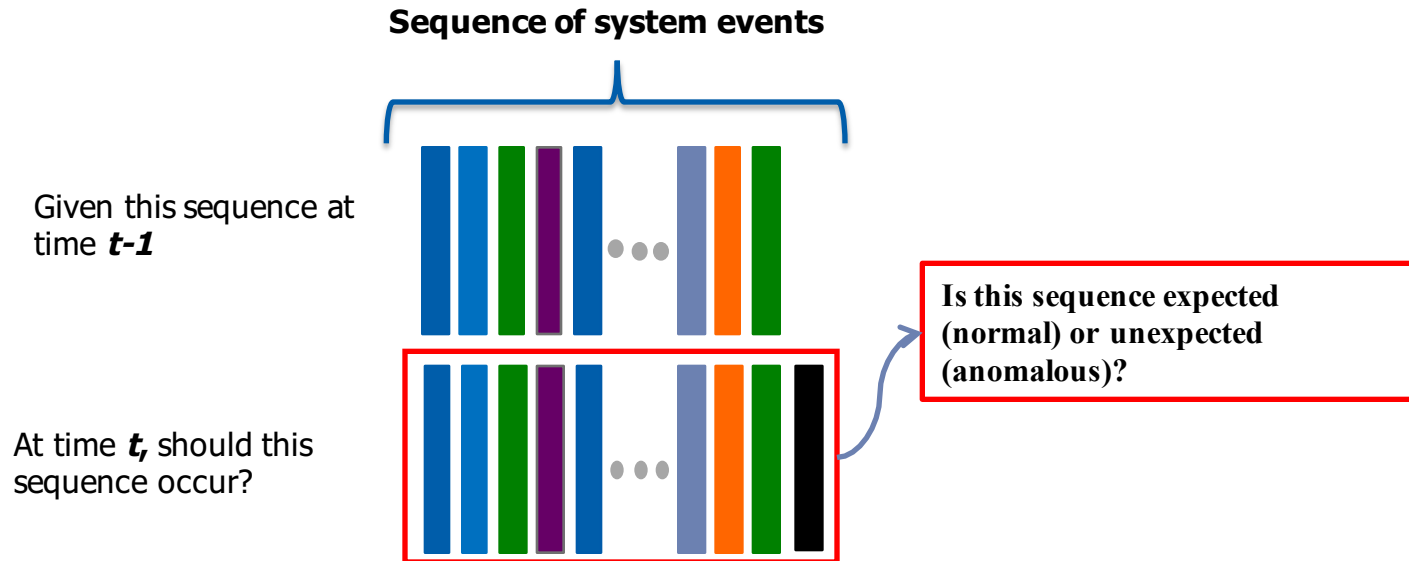 Sequence of system events
Given this sequence at
time t-1
Is this sequence expected
(normal) or unexpected
(anomalous)?
At time t, should this
sequence occur?